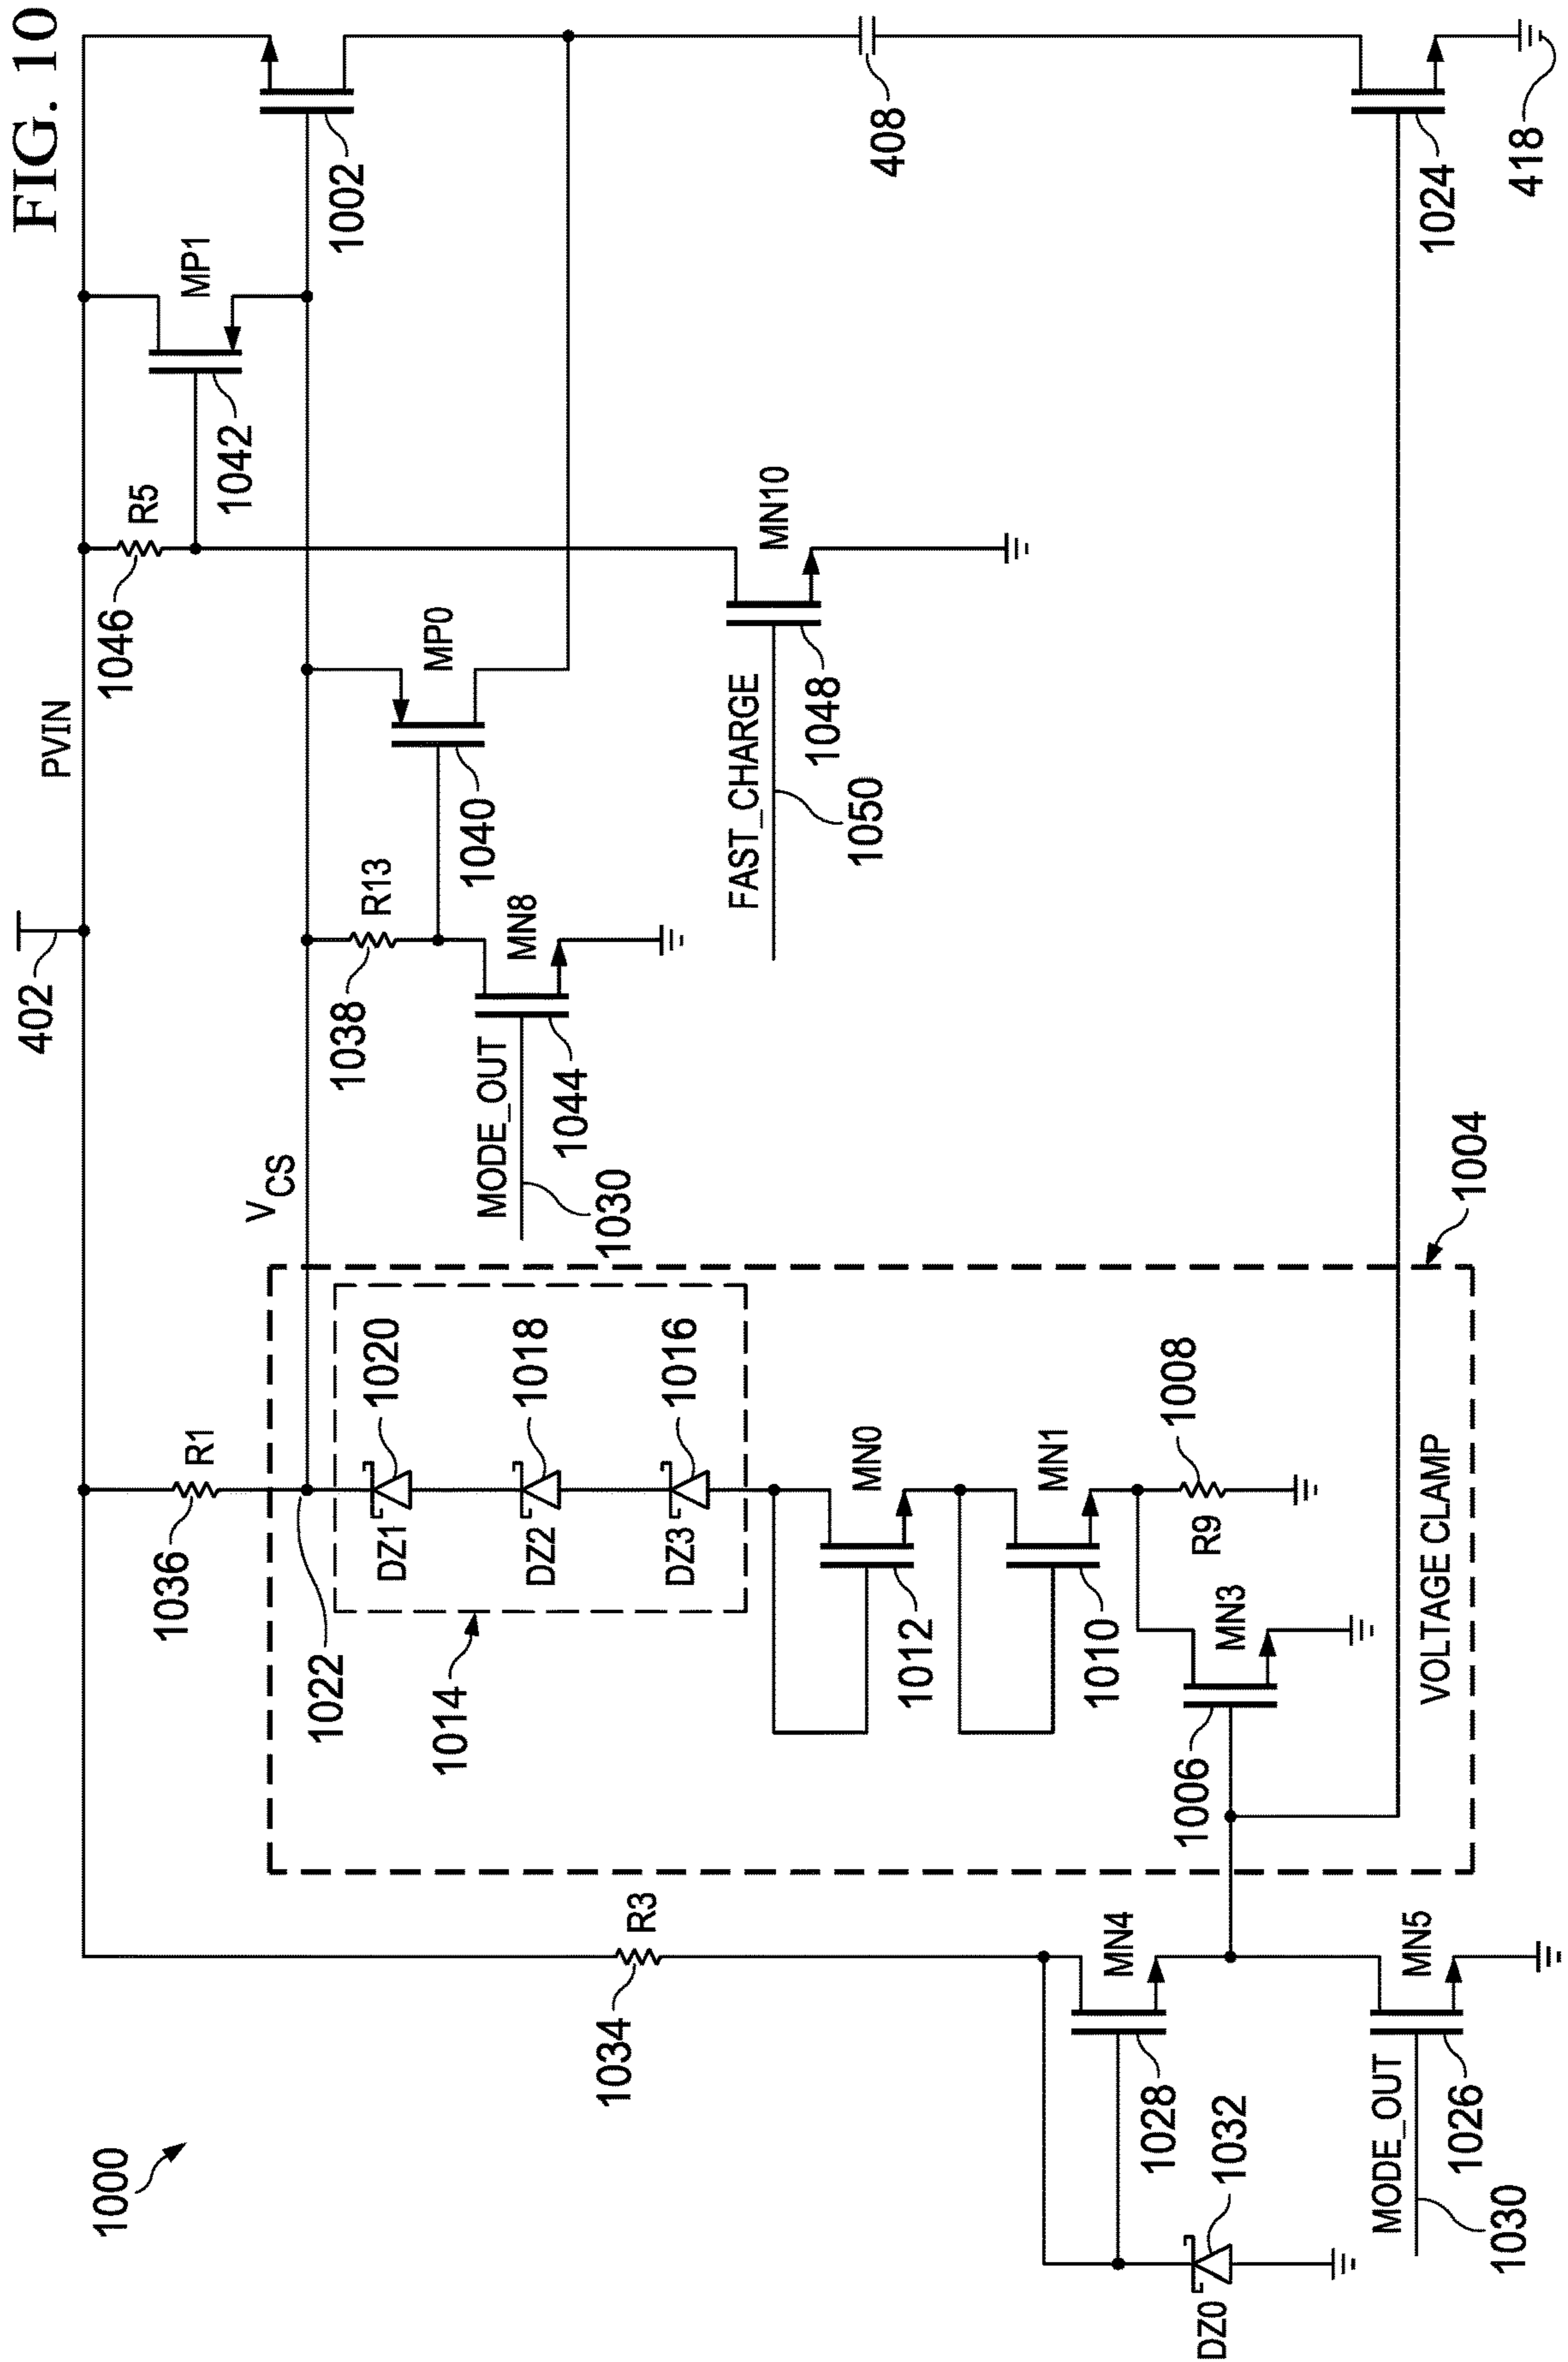 FIG. 10
1000
402
PVIN
R3
1034
R1
1036
1022
V CS
R5
1046
MP1
1042
1002
R13
1038
MP0
1040
MODE_OUT
1030
MN8
1044
FAST_CHARGE
1050
MN10
1048
408
1014
DZ1
1020
DZ2
1018
DZ3
1016
MN0
1012
MN1
1010
R9
1008
MN3
1006
VOLTAGE CLAMP
1004
MN4
1028
DZ0
1032
MODE_OUT
1030
MN5
1026
1024
418